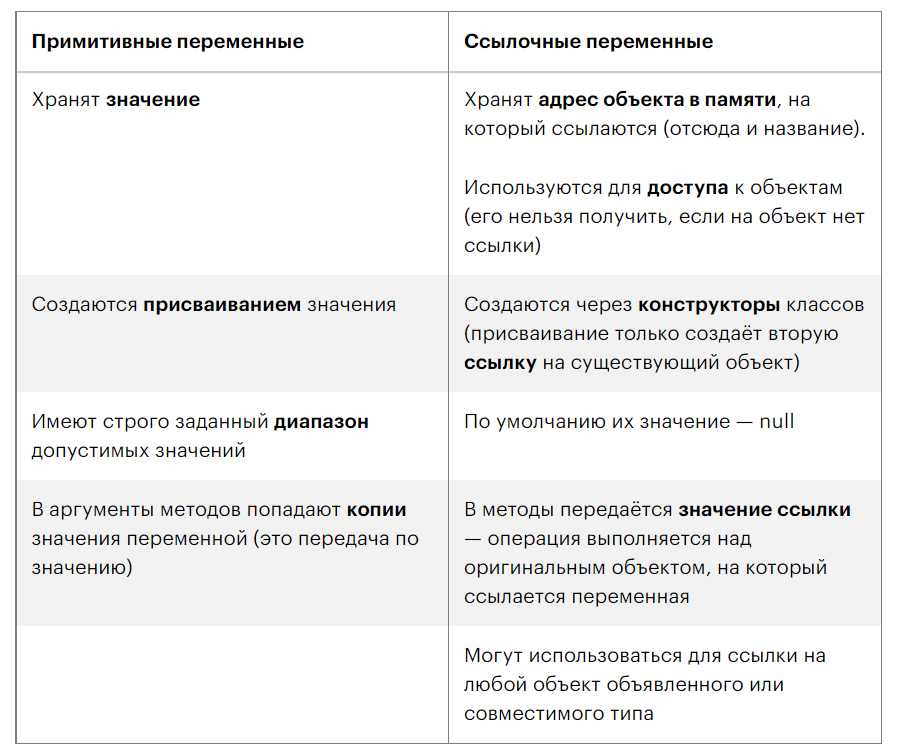 Примитивные переменные
Ссылочные переменные
Хранят значение
Хранят адрес объекта в памяти, на
который ссылаются (отсюда и название).
Используются для доступа к объектам
(его нельзя получить, если на объект нет
ссылки)
Создаются присваиванием значения
Создаются через конструкторы классов
(присваивание только создаёт вторую
ссылку на существующий объект)
Имеют строго заданный диапазон
допустимых значений
По умолчанию их значение — null
В аргументы методов попадают копии
значения переменной (это передача по
значению)
В методы передаётся значение ссылки
— операция выполняется над
оригинальным объектом, на который
ссылается переменная
Могут использоваться для ссылки на
любой объект объявленного или
совместимого типа